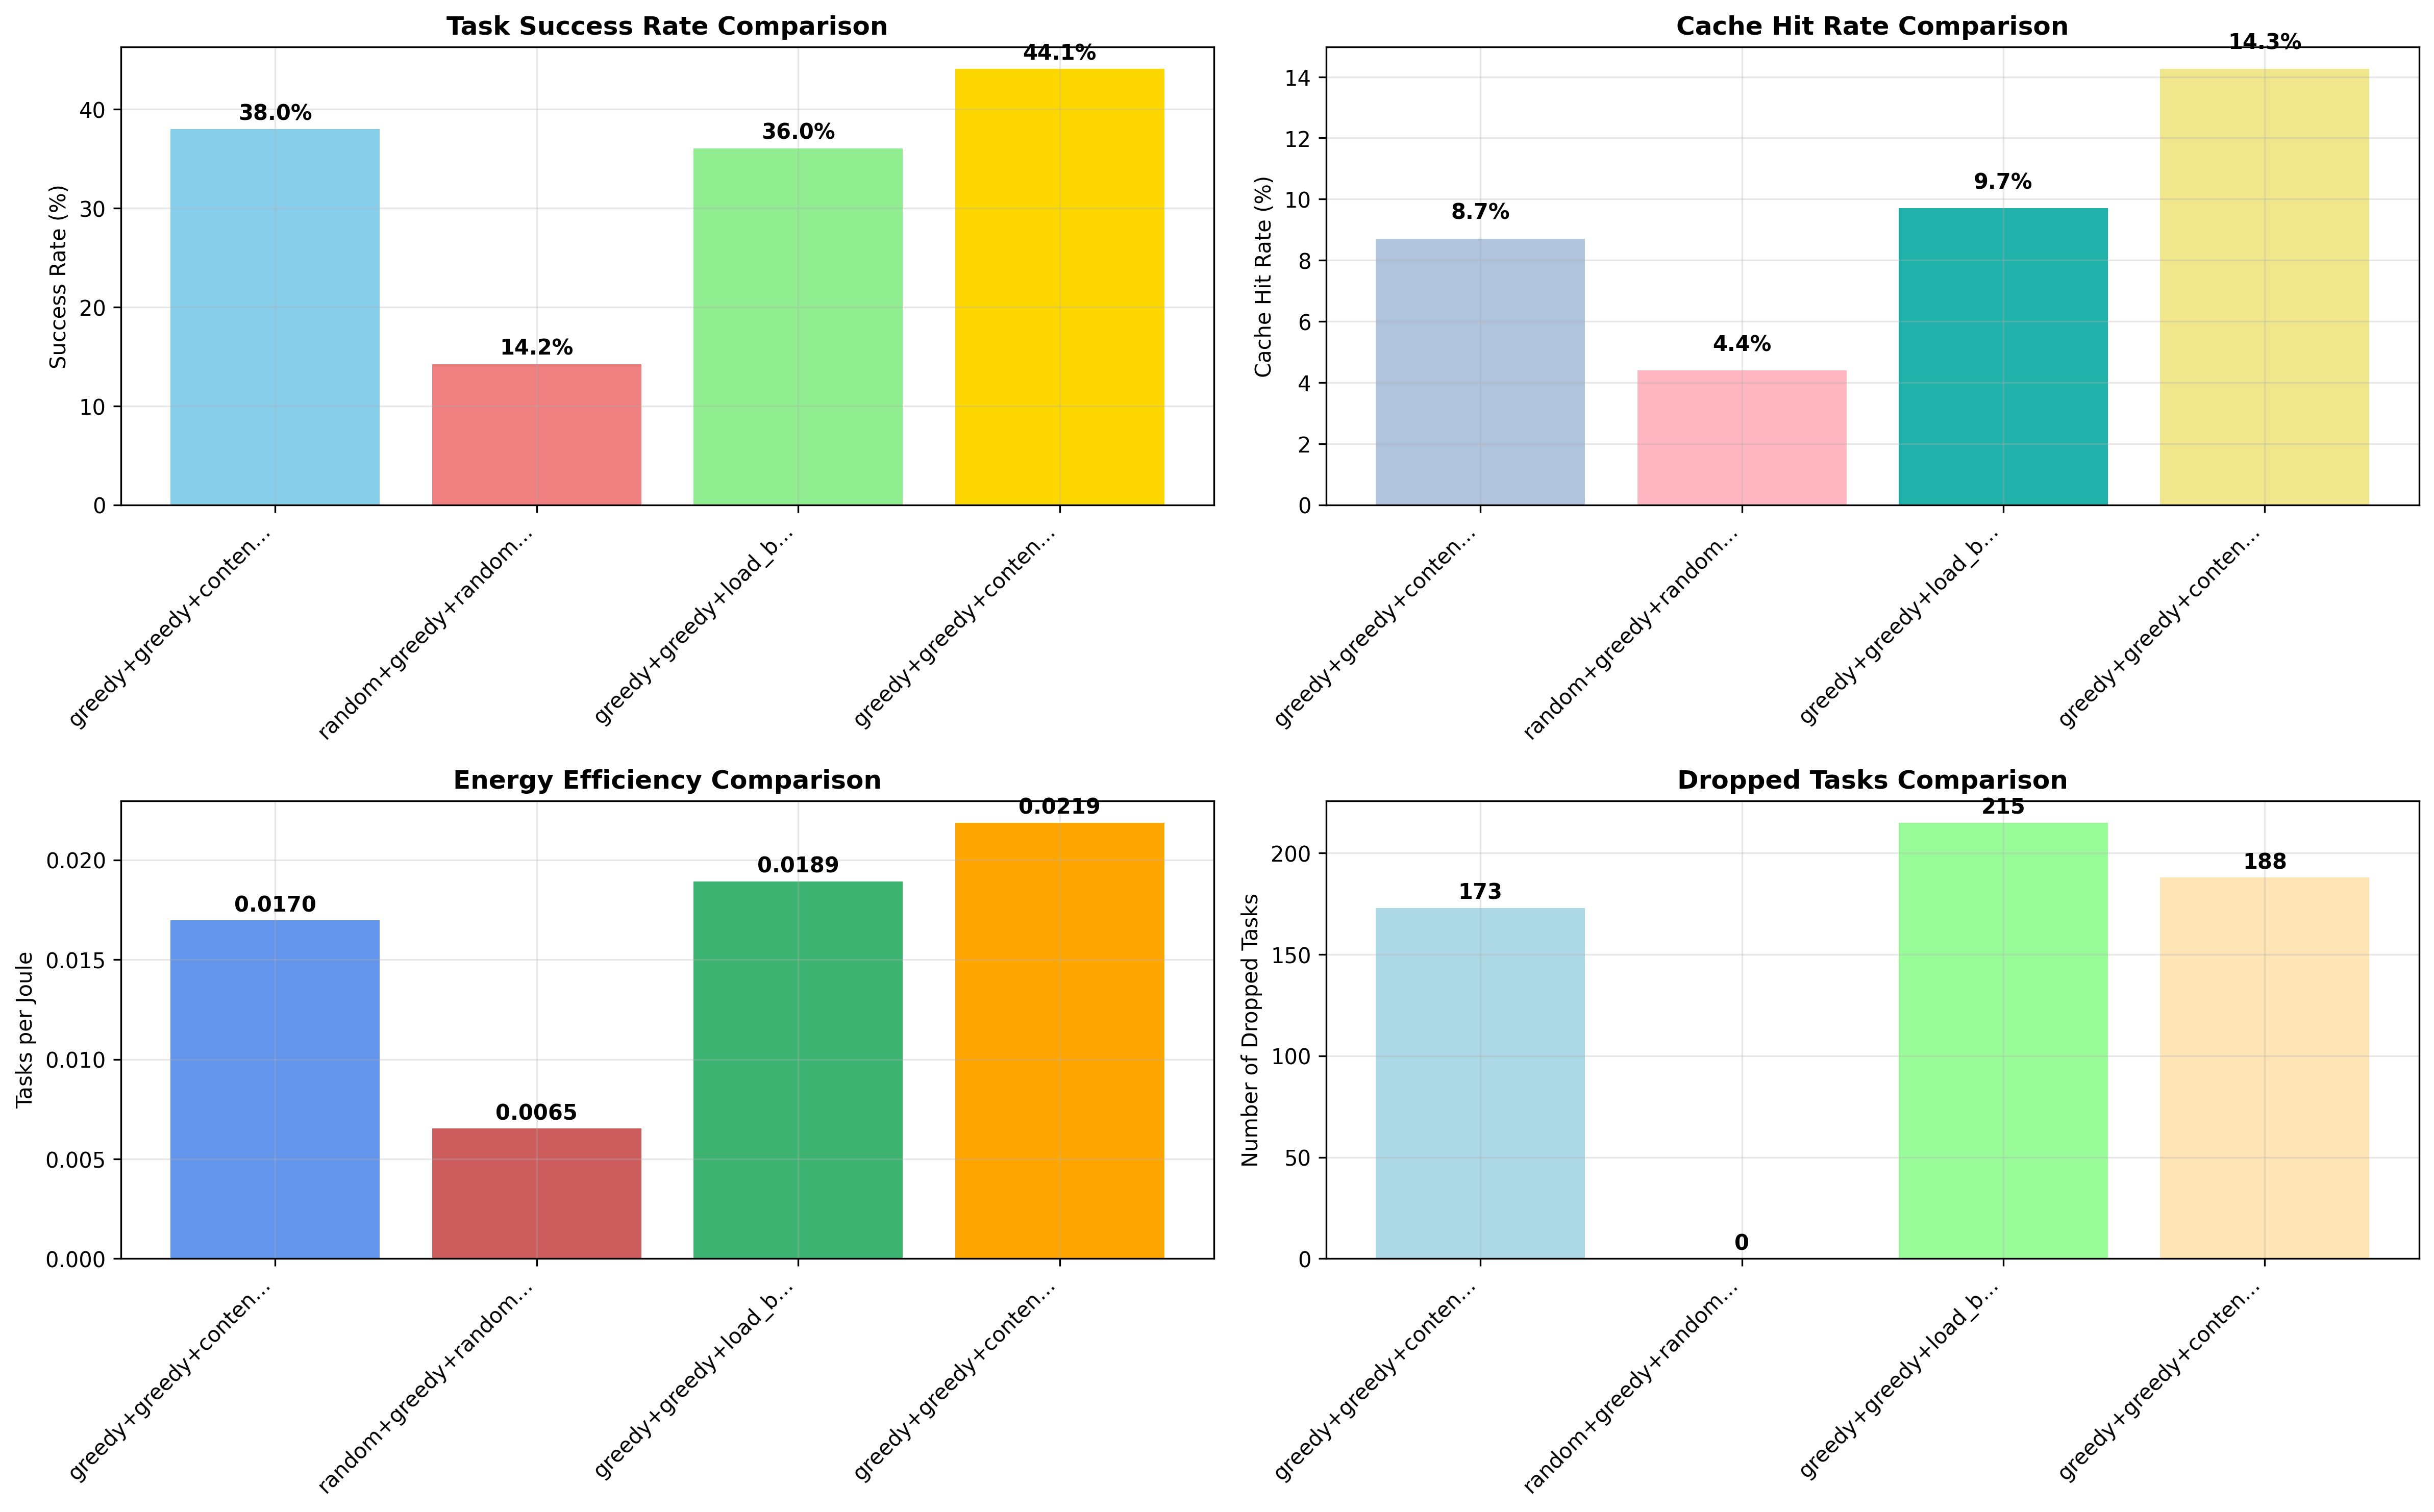 Task Success Rate Comparison
Success Rate (%)
40
30
20
10
0
38.0%
14.2%
36.0%
44.1%
greedy+greedy+conten...
random+greedy+random...
greedy+greedy+load_b...
greedy+greedy+conten...
Cache Hit Rate Comparison
Cache Hit Rate (%)
14
12
10
8
6
4
2
0
8.7%
4.4%
9.7%
14.3%
greedy+greedy+conten...
random+greedy+random...
greedy+greedy+load_b...
greedy+greedy+conten...
Energy Efficiency Comparison
Tasks per Joule
0.020
0.015
0.010
0.005
0.000
0.0170
0.0065
0.0189
0.0219
greedy+greedy+conten...
random+greedy+random...
greedy+greedy+load_b...
greedy+greedy+conten...
Dropped Tasks Comparison
Number of Dropped Tasks
200
150
100
50
0
173
0
215
188
greedy+greedy+conten...
random+greedy+random...
greedy+greedy+load_b...
greedy+greedy+conten...